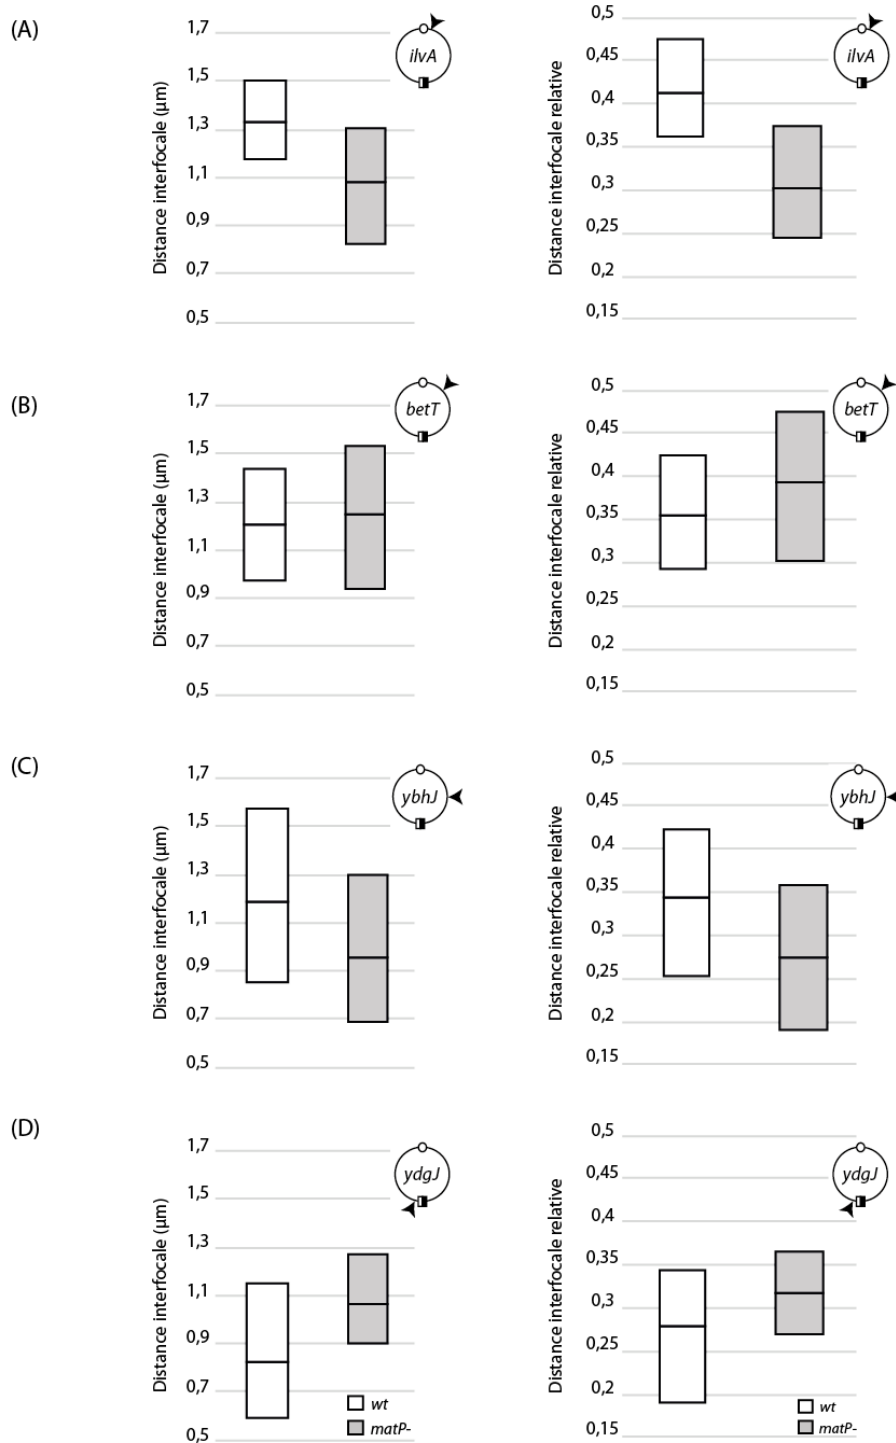 (A)
Distance interfocale (µm)
1,7
1,5
1,3
1,1
0,9
0,7
0,5
ilvA
Distance interfocale relative
0,5
0,45
0,4
0,35
0,3
0,25
0,2
0,15
ilvA
(B)
Distance interfocale (µm)
1,7
1,5
1,3
1,1
0,9
0,7
0,5
betT
Distance interfocale relative
0,5
0,45
0,4
0,35
0,3
0,25
0,2
0,15
betT
(C)
Distance interfocale (µm)
1,7
1,5
1,3
1,1
0,9
0,7
0,5
ybhJ
Distance interfocale relative
0,5
0,45
0,4
0,35
0,3
0,25
0,2
0,15
ybhJ
(D)
Distance interfocale (µm)
1,7
1,5
1,3
1,1
0,9
0,7
0,5
ydgJ
wt
matP-
Distance interfocale relative
0,5
0,45
0,4
0,35
0,3
0,25
0,2
0,15
ydgJ
wt
matP-